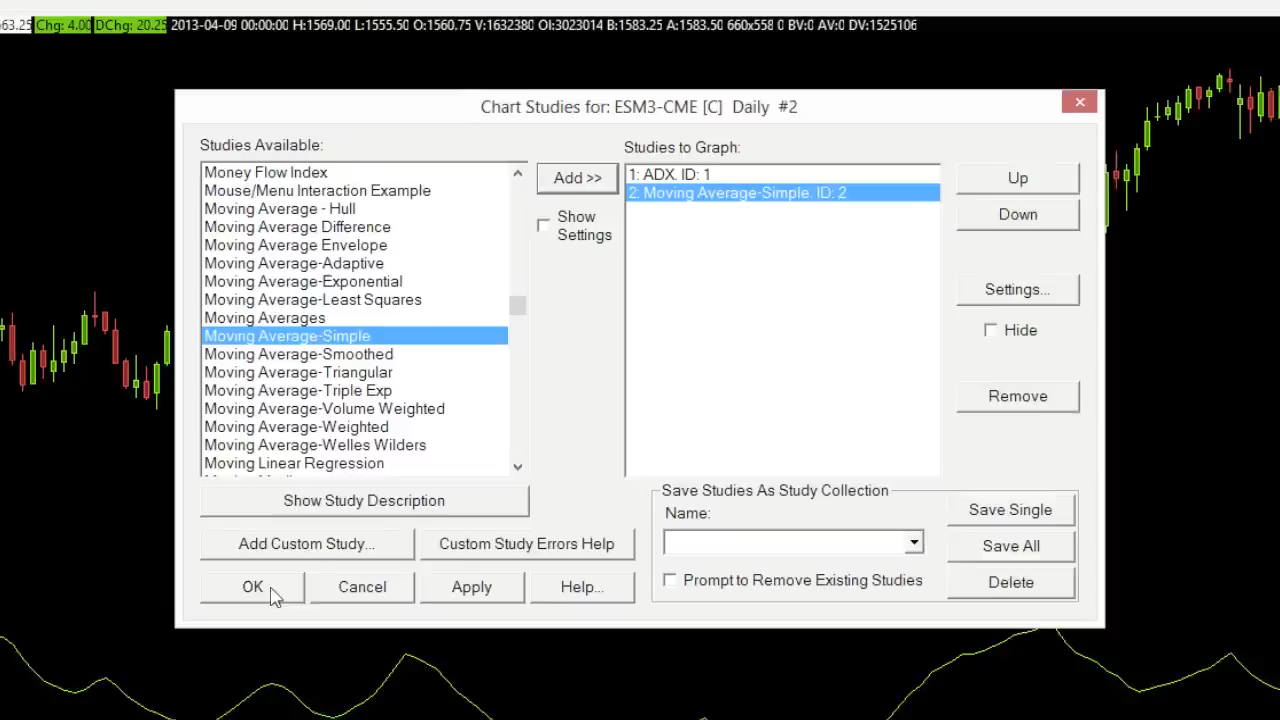 63.25 Chg: 4.00 DChg: 20.25 2013-04-09 00:00:00 H:1569.00 L:1555.50 O:1560.75 V:1632380 OI:3023014 B:1583.25 A:1583.50 660x558 0 BV:0 AV:0 DV:1525106
Chart Studies for: ESM3-CME [C] Daily #2
Studies Available:
Money Flow Index
Mouse/Menu Interaction Example
Moving Average - Hull
Moving Average Difference
Moving Average Envelope
Moving Average-Adaptive
Moving Average-Exponential
Moving Average-Least Squares
Moving Averages
Moving Average-Simple
Moving Average-Smoothed
Moving Average-Triangular
Moving Average-Triple Exp
Moving Average-Volume Weighted
Moving Average-Weighted
Moving Average-Welles Wilders
Moving Linear Regression
Show Study Description
Add Custom Study...
Custom Study Errors Help
OK
Cancel
Apply
Help...
Add >>
Show
Settings
Studies to Graph:
1: ADX. ID: 1
2: Moving Average-Simple. ID: 2
Up
Down
Settings...
Hide
Remove
Save Studies As Study Collection
Name:
Prompt to Remove Existing Studies
Save Single
Save All
Delete